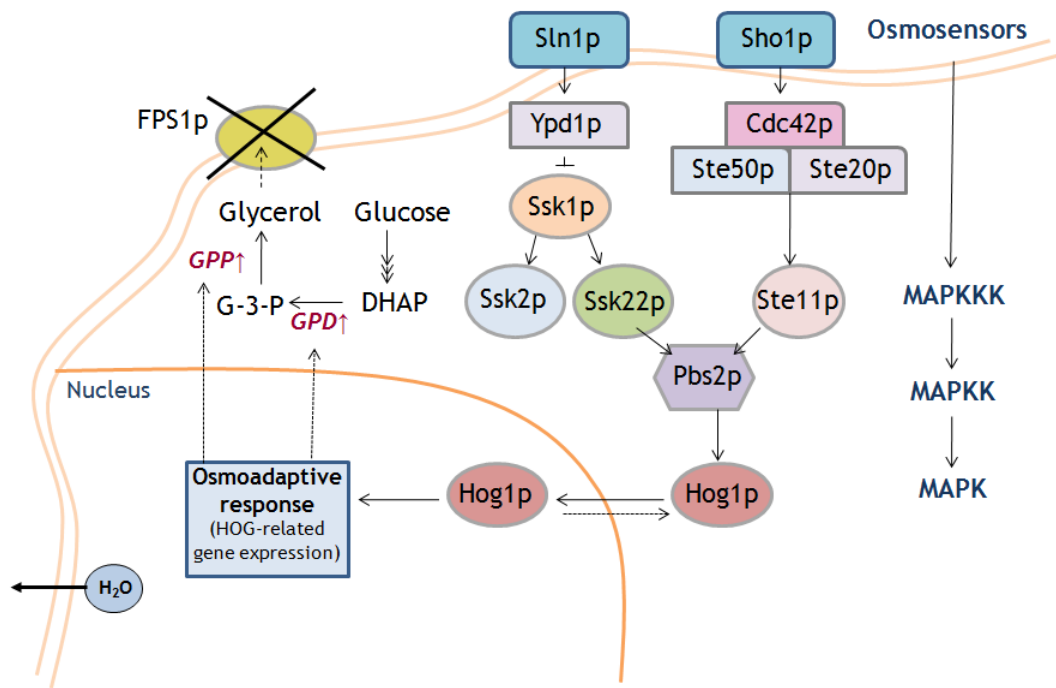 Sln1p
Sho1p
Osmosensors
FPS1p
Ypd1p
Cdc42p
Ste50p
Ste20p
Glycerol
Glucose
Ssk1p
GPP↑
G-3-P
DHAP
GPD↑
Ssk2p
Ssk22p
Ste11p
MAPKKK
Nucleus
Pbs2p
MAPKK
Osmoadaptive
response
(HOG-related
gene expression)
Hog1p
Hog1p
MAPK
H₂O